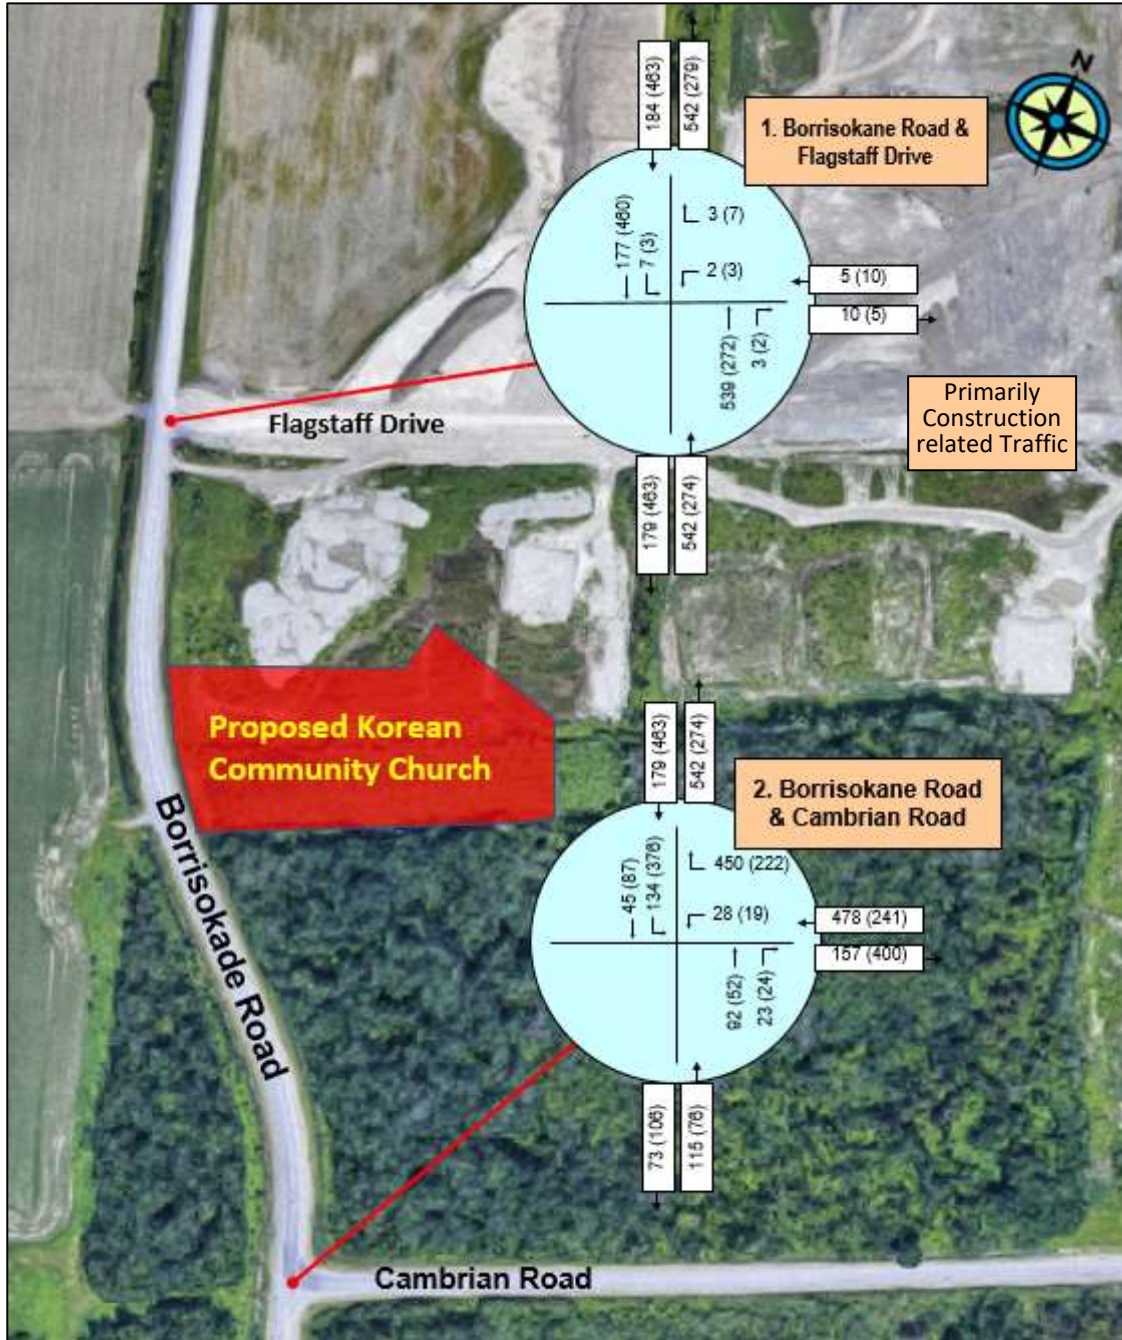 N
184 (463)
542 (279)
1. Borrisokane Road &
Flagstaff Drive
177 (460)
7 (3)
3 (7)
2 (3)
5 (10)
10 (5)
539 (272)
3 (2)
Primarily
Construction
related Traffic
Flagstaff Drive
179 (463)
542 (274)
Proposed Korean
Community Church
179 (463)
542 (274)
2. Borrisokane Road
& Cambrian Road
45 (87)
134 (376)
450 (222)
28 (19)
478 (241)
157 (400)
92 (52)
23 (24)
Borrisokade Road
73 (106)
115 (76)
Cambrian Road